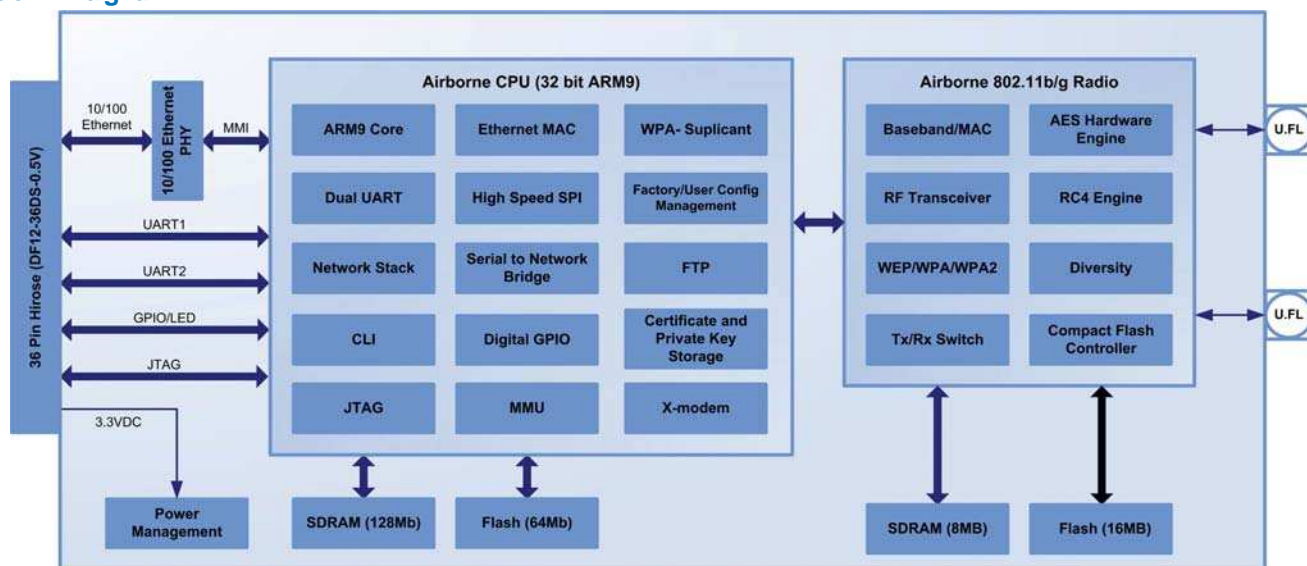 Airborne CPU (32 bit ARM9)
Airborne 802.11b/g Radio
36 Pin Hirose (DF12-36DS-0.5V)
10/100
Ethernet
10/100 Ethernet
PHY
MMI
UART1
UART2
GPIO/LED
JTAG
3.3VDC
Power
Management
ARM9 Core
Ethernet MAC
WPA- Suplicant
Dual UART
High Speed SPI
Factory/User Config
Management
Network Stack
Serial to Network
Bridge
FTP
CLI
Digital GPIO
Certificate and
Private Key
Storage
JTAG
MMU
X-modem
SDRAM (128Mb)
Flash (64Mb)
Baseband/MAC
AES Hardware
Engine
RF Transceiver
RC4 Engine
WEP/WPA/WPA2
Diversity
Tx/Rx Switch
Compact Flash
Controller
SDRAM (8MB)
Flash (16MB)
U.FL
U.FL